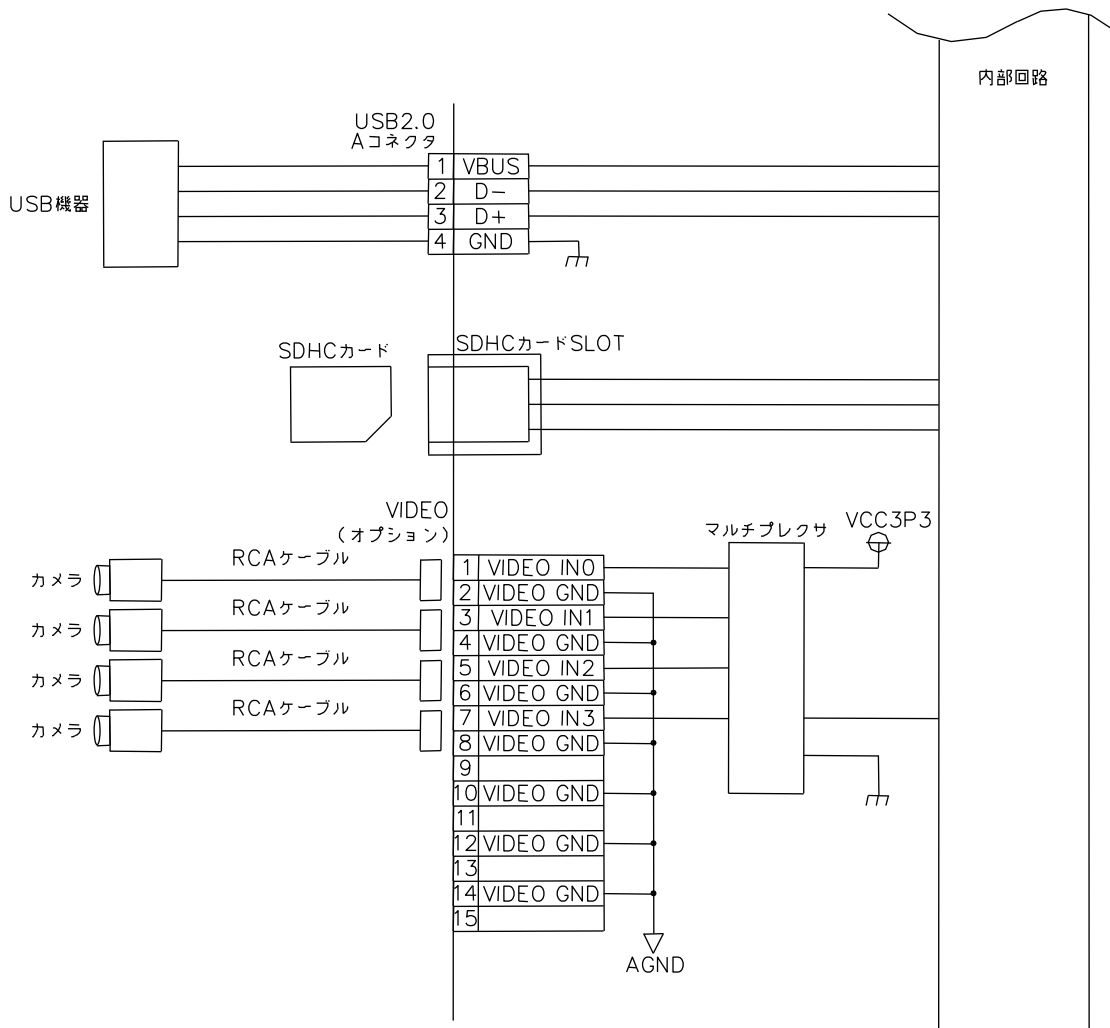 内部回路
USB2.0
Aコネクタ
USB機器
1 VBUS
2 D−
3 D+
4 GND
SDHCカード
SDHCカードSLOT
VIDEO
(オプション)
マルチプレクサ
VCC3P3
カメラ
RCAケーブル
カメラ
RCAケーブル
カメラ
RCAケーブル
カメラ
RCAケーブル
1 VIDEO IN0
2 VIDEO GND
3 VIDEO IN1
4 VIDEO GND
5 VIDEO IN2
6 VIDEO GND
7 VIDEO IN3
8 VIDEO GND
9
10 VIDEO GND
11
12 VIDEO GND
13
14 VIDEO GND
15
AGND